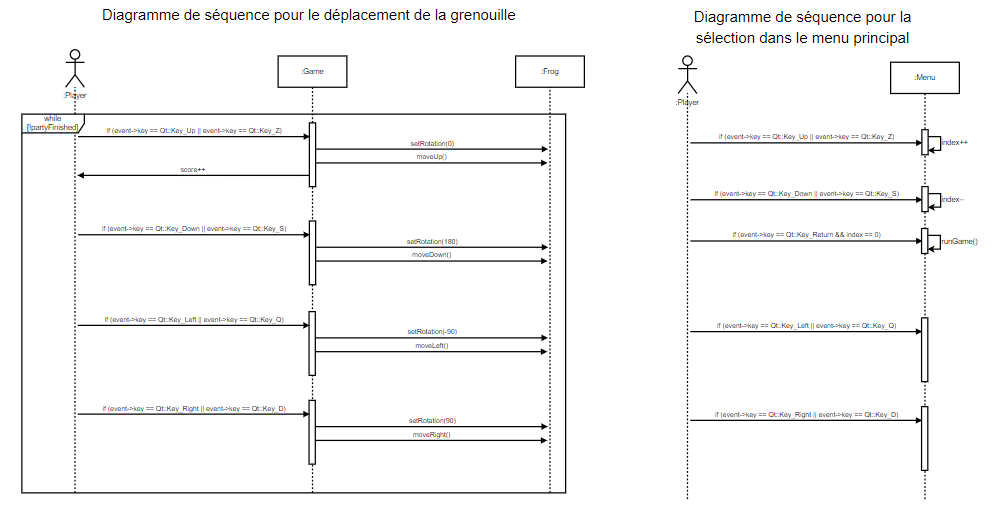 Diagramme de séquence pour le déplacement de la grenouille
:Player
:Game
:Frog
while
[!partyFinished]
if (event->key == Qt::Key_Up || event->key == Qt::Key_Z)
setRotation(0)
moveUp()
score++
if (event->key == Qt::Key_Down || event->key == Qt::Key_S)
setRotation(180)
moveDown()
if (event->key == Qt::Key_Left || event->key == Qt::Key_Q)
setRotation(-90)
moveLeft()
if (event->key == Qt::Key_Right || event->key == Qt::Key_D)
setRotation(90)
moveRight()
Diagramme de séquence pour la
sélection dans le menu principal
:Player
:Menu
if (event->key == Qt::Key_Up || event->key == Qt::Key_Z)
index++
if (event->key == Qt::Key_Down || event->key == Qt::Key_S)
index--
if (event->key == Qt::Key_Return && index == 0)
runGame()
if (event->key == Qt::Key_Left || event->key == Qt::Key_Q)
if (event->key == Qt::Key_Right || event->key == Qt::Key_D)